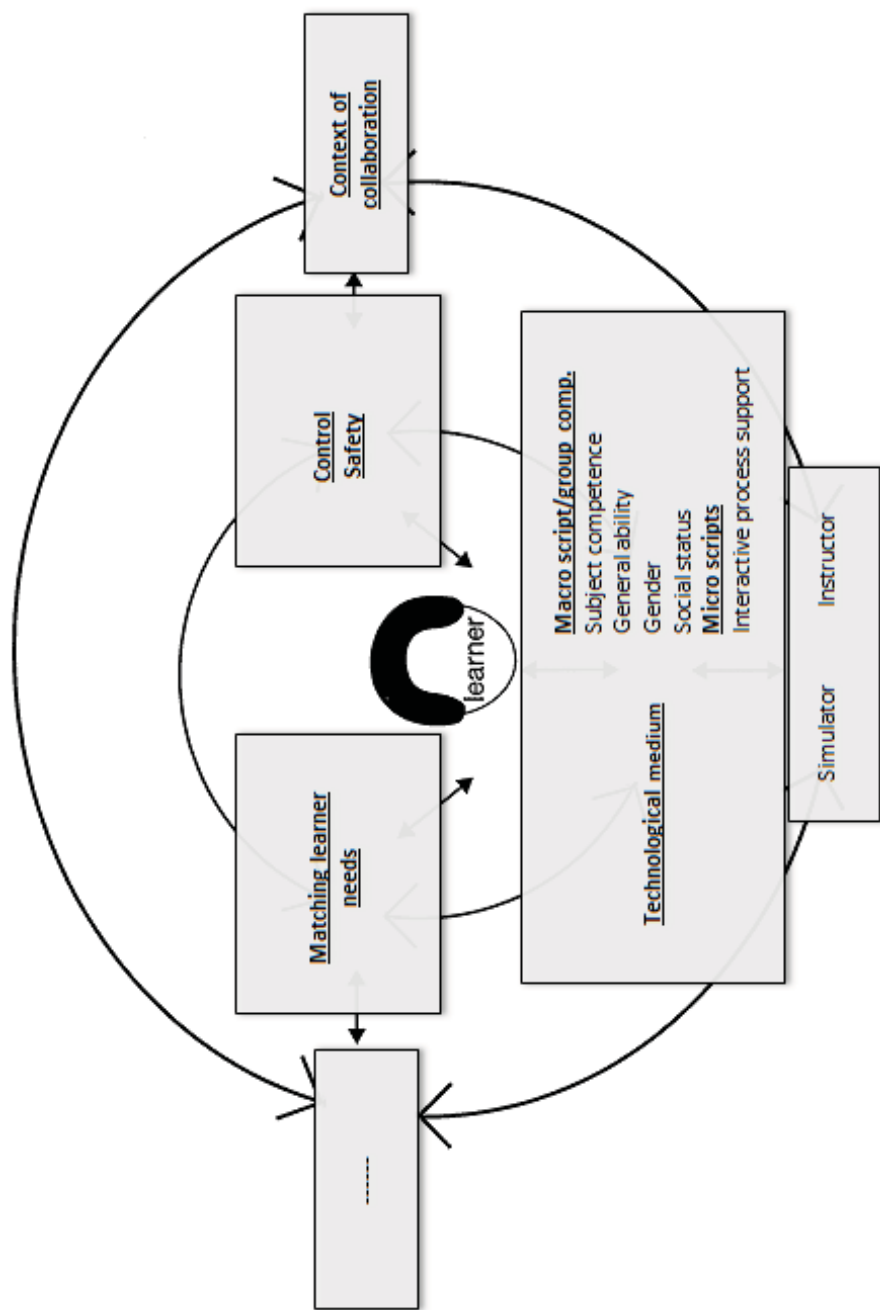 ------
Matching learner
needs
Control
Safety
Context of
collaboration
learner
Technological medium
Macro script/group comp.
Subject competence
General ability
Gender
Social status
Micro scripts
Interactive process support
Simulator
Instructor